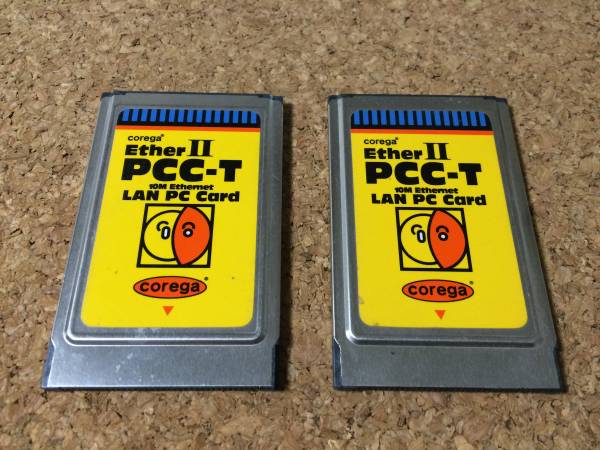 corega
Ether II
PCC-T
10M Ethernet
LAN PC Card
corega
corega
Ether II
PCC-T
10M Ethernet
LAN PC Card
corega